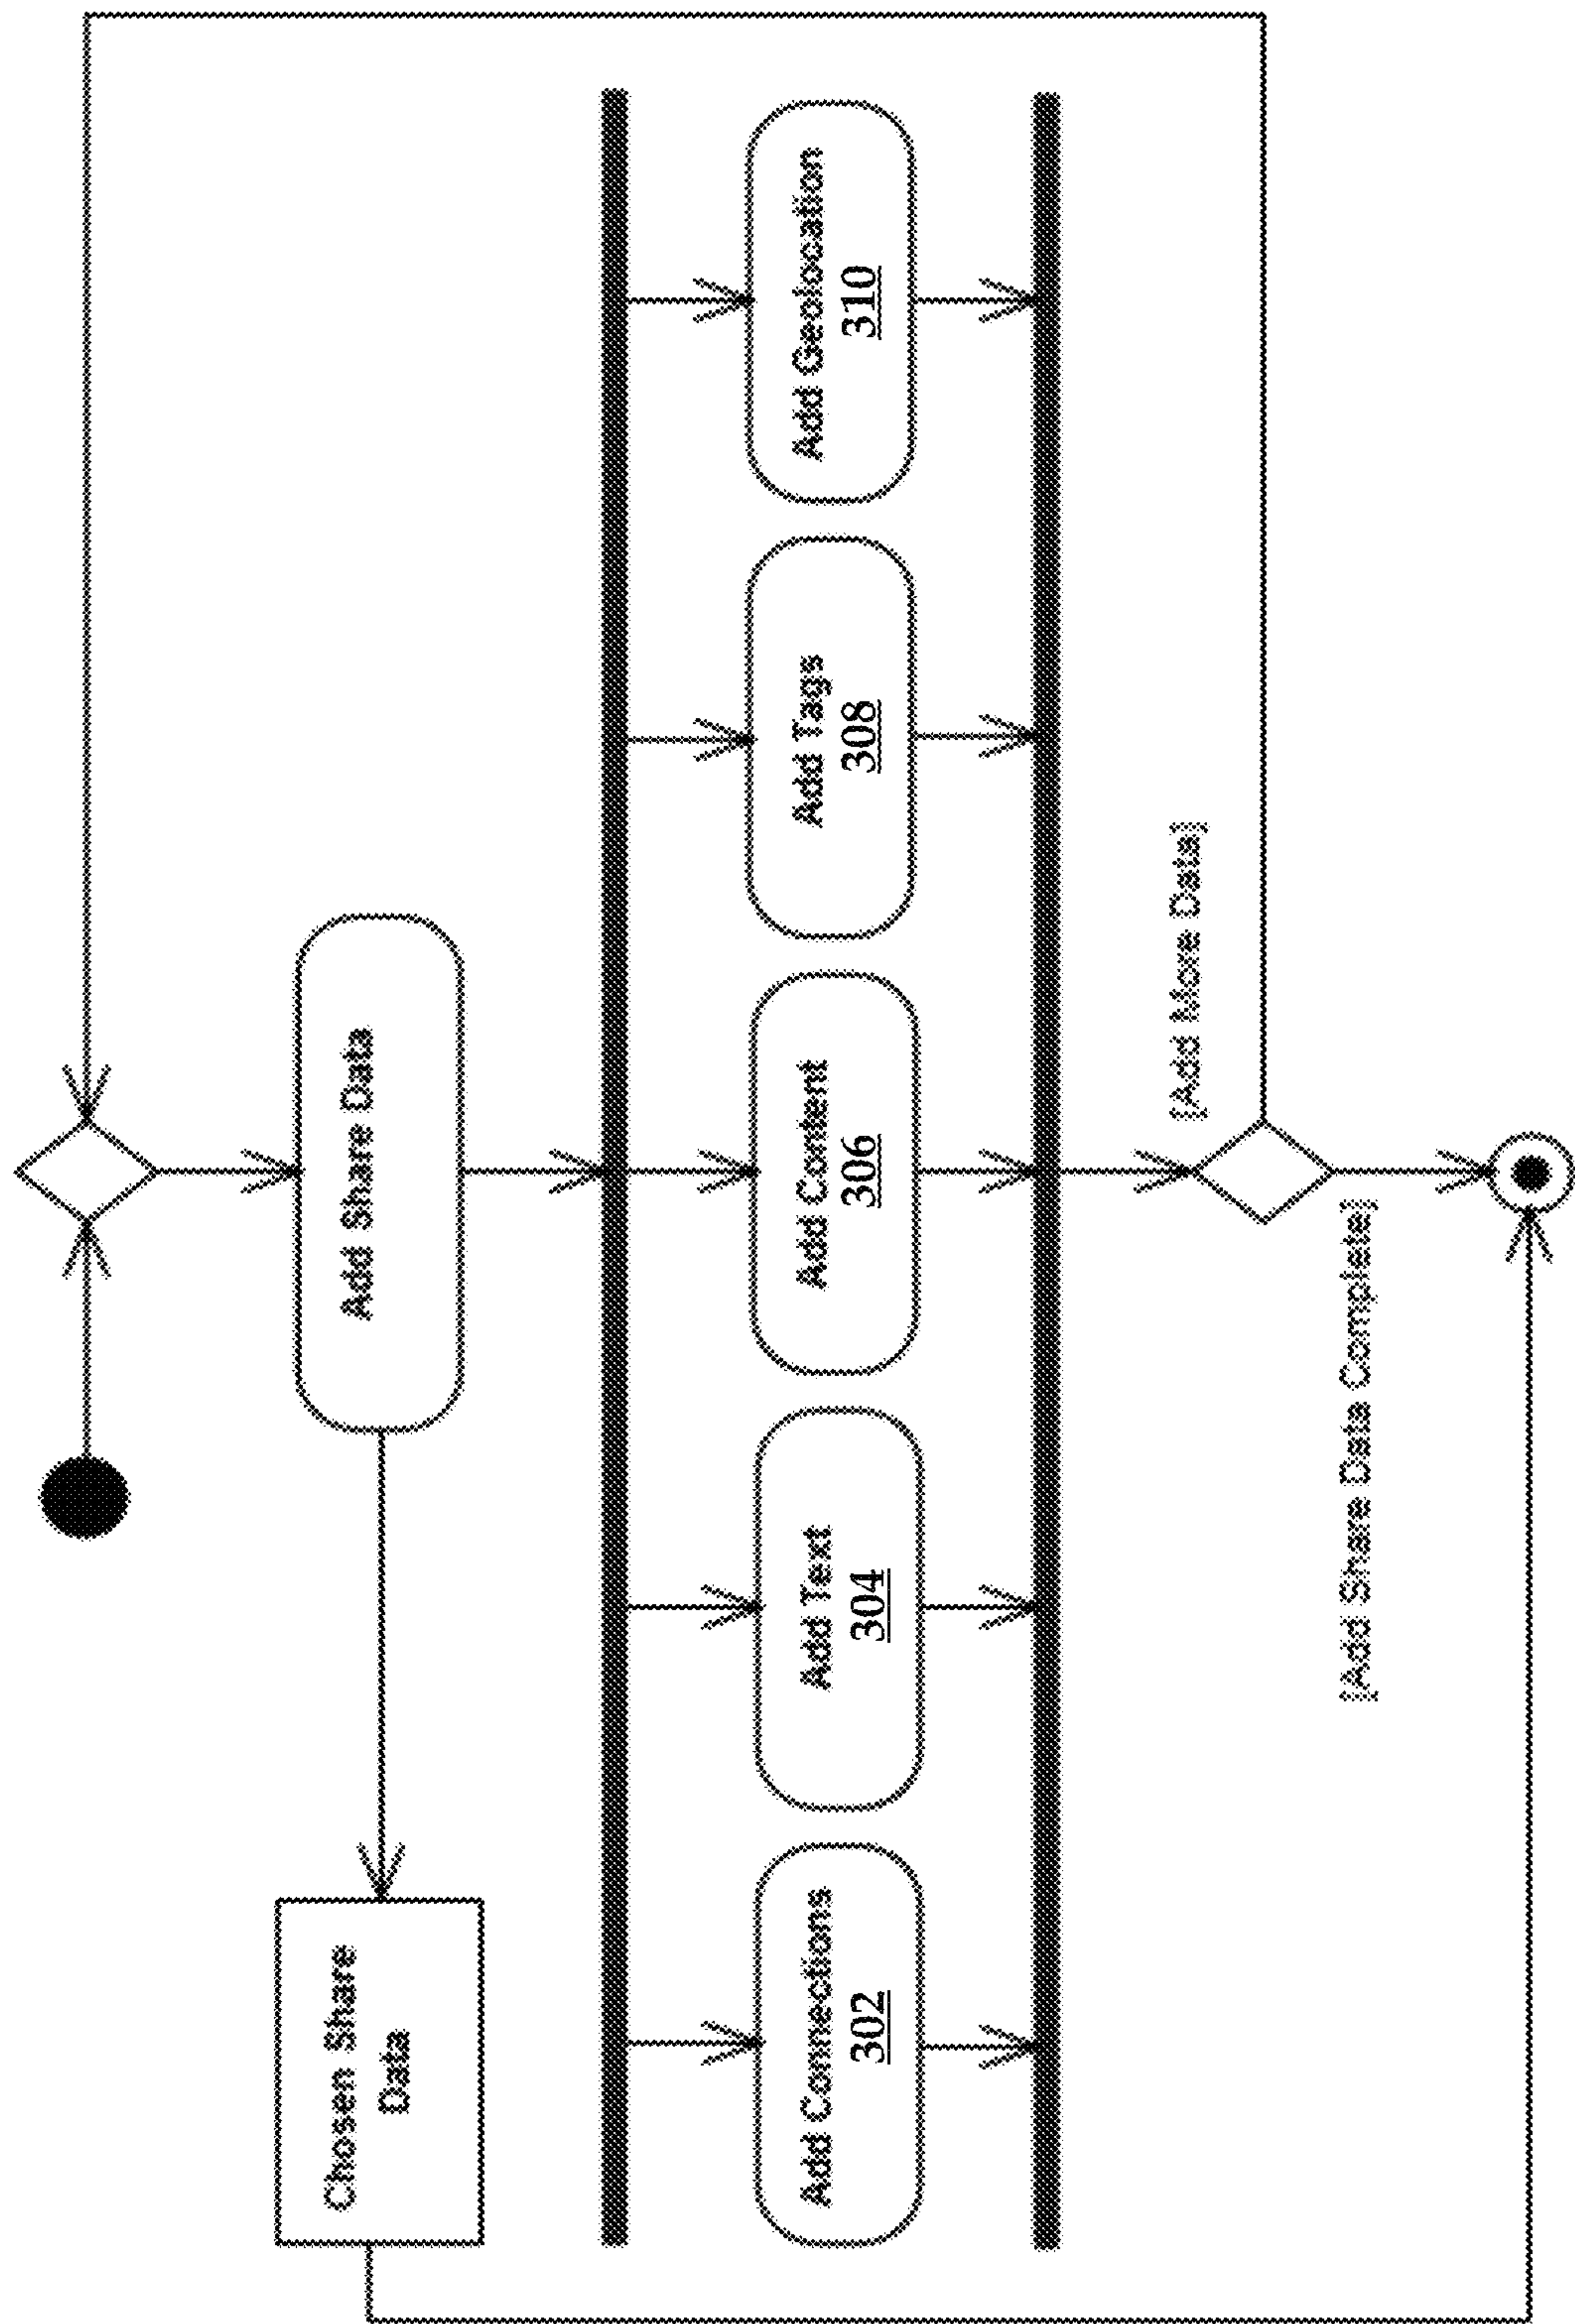 Add Share Data
Chosen Share
Data
Add Connections
302
Add Text
304
Add Content
306
Add Tags
308
Add Geolocation
310
[Add More Data]
[Add Share Data Complete]